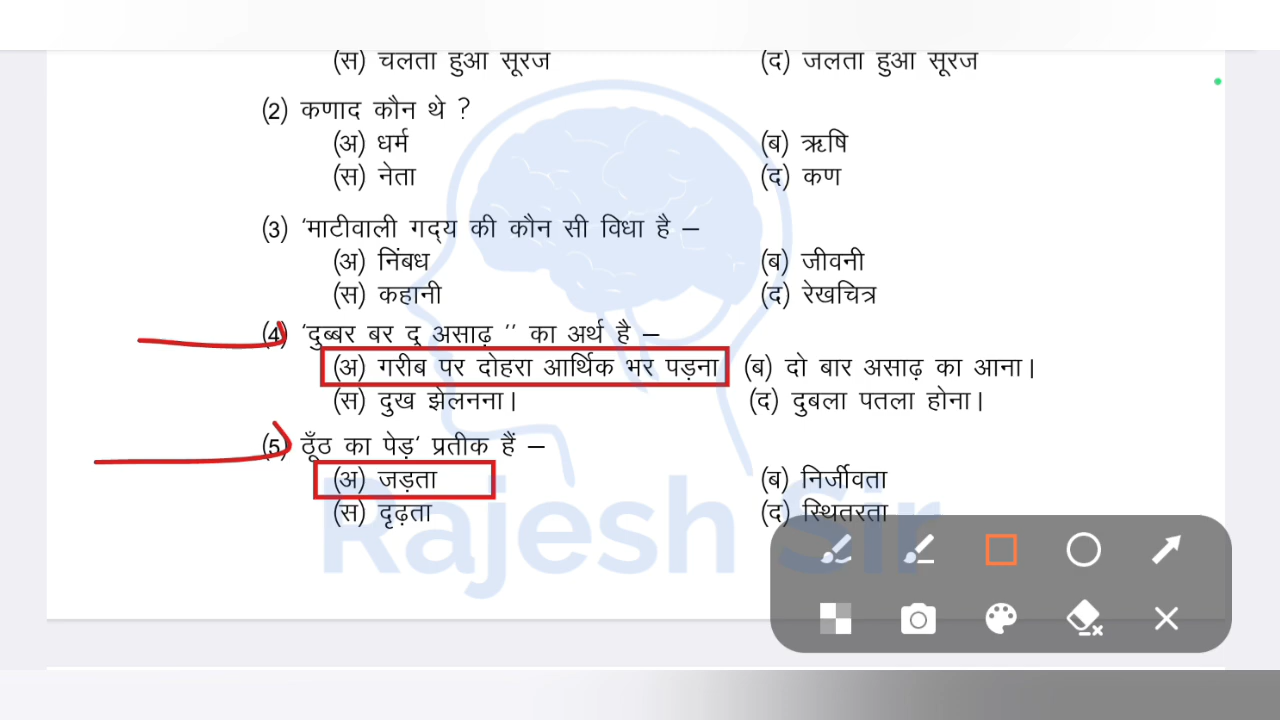 (स) चलता हुआ सूरज (द) जलता हुआ सूरज
(2) कणाद कौन थे ?
(अ) धर्म (ब) ऋषि
(स) नेता (द) कण
(3) ‘माटीवाली गद्य की कौन सी विधा है –
(अ) निंबध (ब) जीवनी
(स) कहानी (द) रेखचित्र
(4) ‘दुब्बर बर दू असाढ़ ’’ का अर्थ है –
(अ) गरीब पर दोहरा आर्थिक भर पड़ना (ब) दो बार असाढ़ का आना।
(स) दुख झेलनना। (द) दुबला पतला होना।
(5) ठूँठ का पेड़‘ प्रतीक हैं –
(अ) जड़ता (ब) निर्जीवता
(स) दृढ़ता (द) स्थितरता
Rajesh Sir